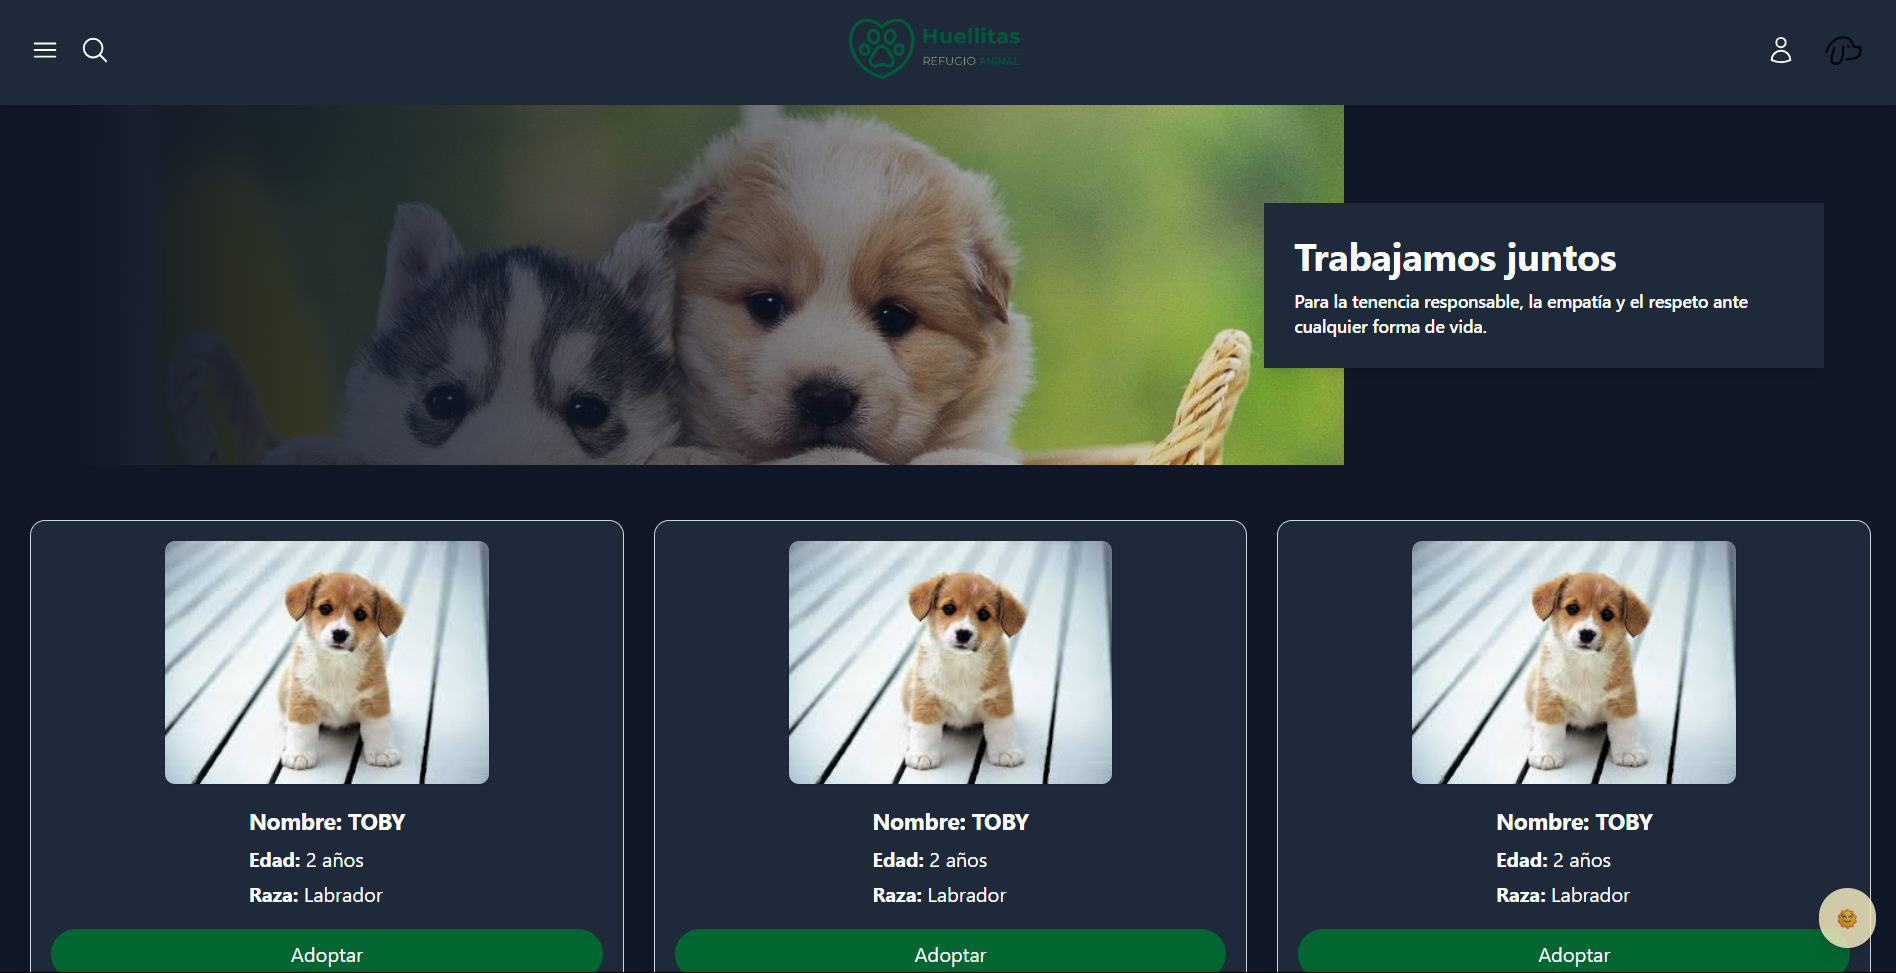 Huellitas
REFUGIO ANIMAL
Trabajamos juntos
Para la tenencia responsable, la empatía y el respeto ante
cualquier forma de vida.
Nombre: TOBY
Edad: 2 años
Raza: Labrador
Adoptar
Nombre: TOBY
Edad: 2 años
Raza: Labrador
Adoptar
Nombre: TOBY
Edad: 2 años
Raza: Labrador
Adoptar